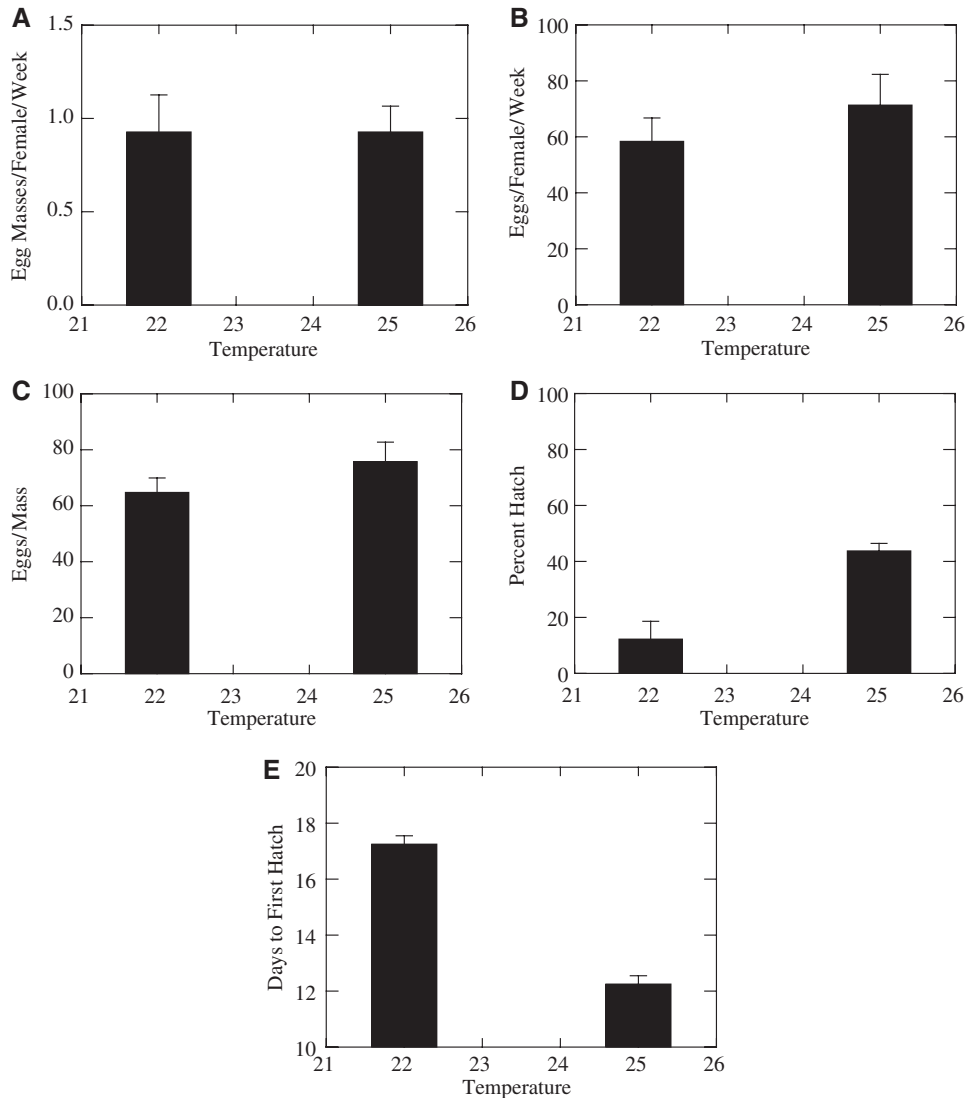 A
1.5
1.0
0.5
0.0
Egg Masses/Female/Week
21 22 23 24 25 26
Temperature
B
100
80
60
40
20
0
Eggs/Female/Week
21 22 23 24 25 26
Temperature
C
100
80
60
40
20
0
Eggs/Mass
21 22 23 24 25 26
Temperature
D
100
80
60
40
20
0
Percent Hatch
21 22 23 24 25 26
Temperature
E
20
18
16
14
12
10
Days to First Hatch
21 22 23 24 25 26
Temperature